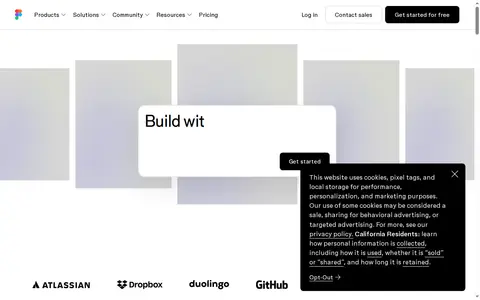 Products Solutions Community Resources Pricing Log in Contact sales Get started for free
Build wit
Get started
This website uses cookies, pixel tags, and
local storage for performance,
personalization, and marketing purposes.
Our use of some cookies may be considered a
sale, sharing for behavioral advertising, or
targeted advertising. For more, see our
privacy policy. California Residents: learn
how personal information is collected,
including how it is used, whether it is "sold"
or "shared", and how long it is retained.
Opt-Out
ATLASSIAN Dropbox duolingo GitHub